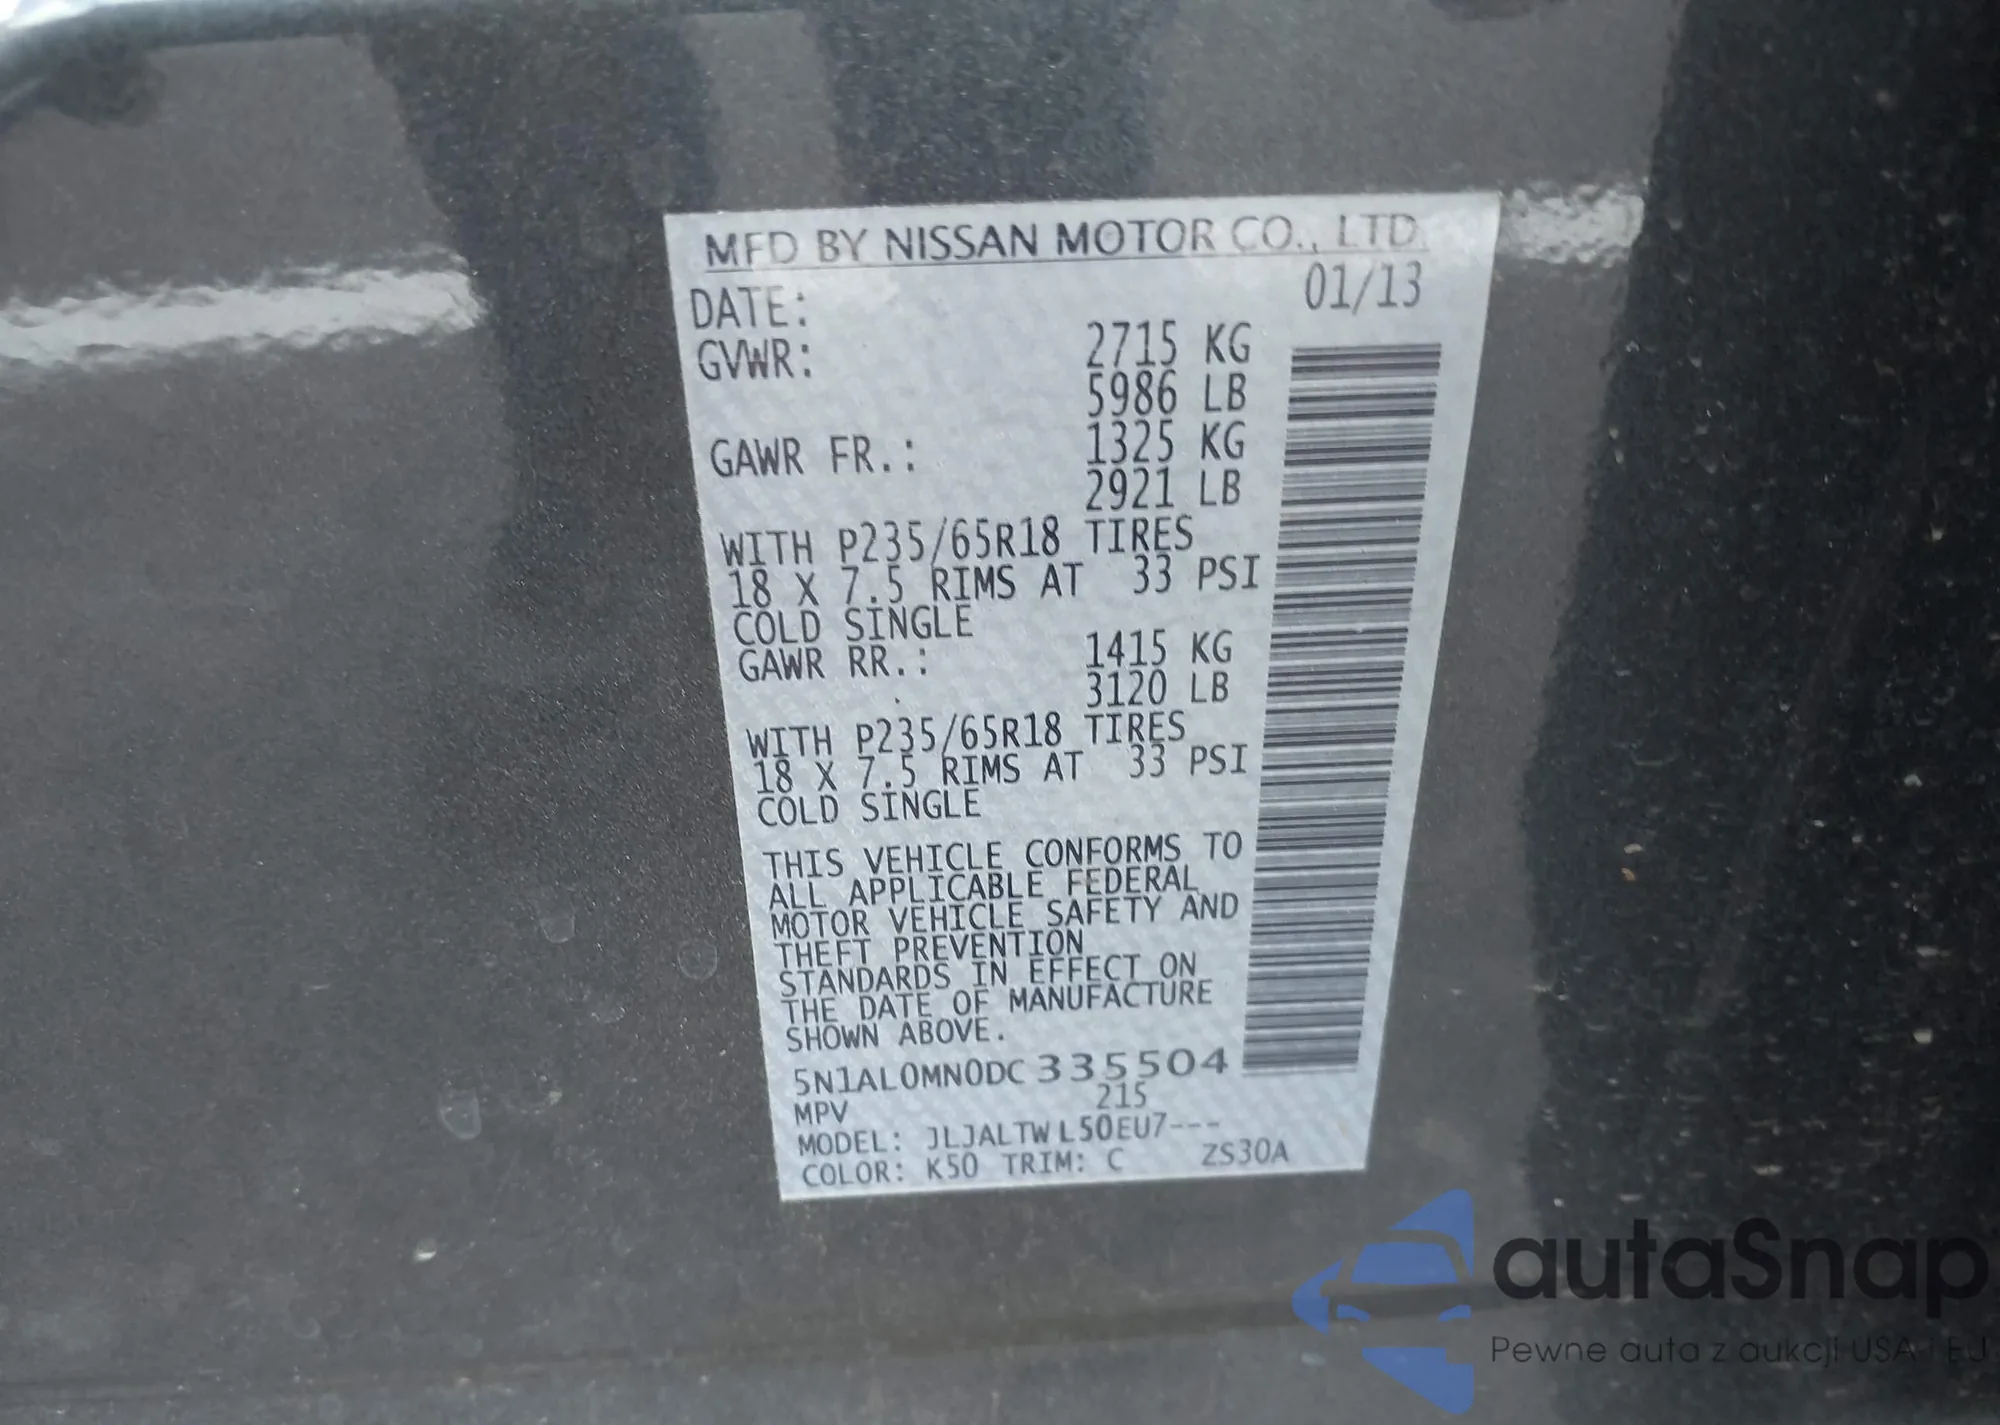 MFD BY NISSAN MOTOR CO., LTD.
DATE: 01/13
GVWR: 2715 KG
5986 LB
GAWR FR.: 1325 KG
2921 LB
WITH P235/65R18 TIRES
18 X 7.5 RIMS AT 33 PSI
COLD SINGLE
GAWR RR.: 1415 KG
3120 LB
WITH P235/65R18 TIRES
18 X 7.5 RIMS AT 33 PSI
COLD SINGLE
THIS VEHICLE CONFORMS TO
ALL APPLICABLE FEDERAL
MOTOR VEHICLE SAFETY AND
THEFT PREVENTION
STANDARDS IN EFFECT ON
THE DATE OF MANUFACTURE
SHOWN ABOVE.
5N1AL0MN0DC335504
MPV 215
MODEL: JLJALTWL50EU7---
COLOR: K50 TRIM: C ZS30A
autaSnap
Pewne auta z aukcji USA i EU